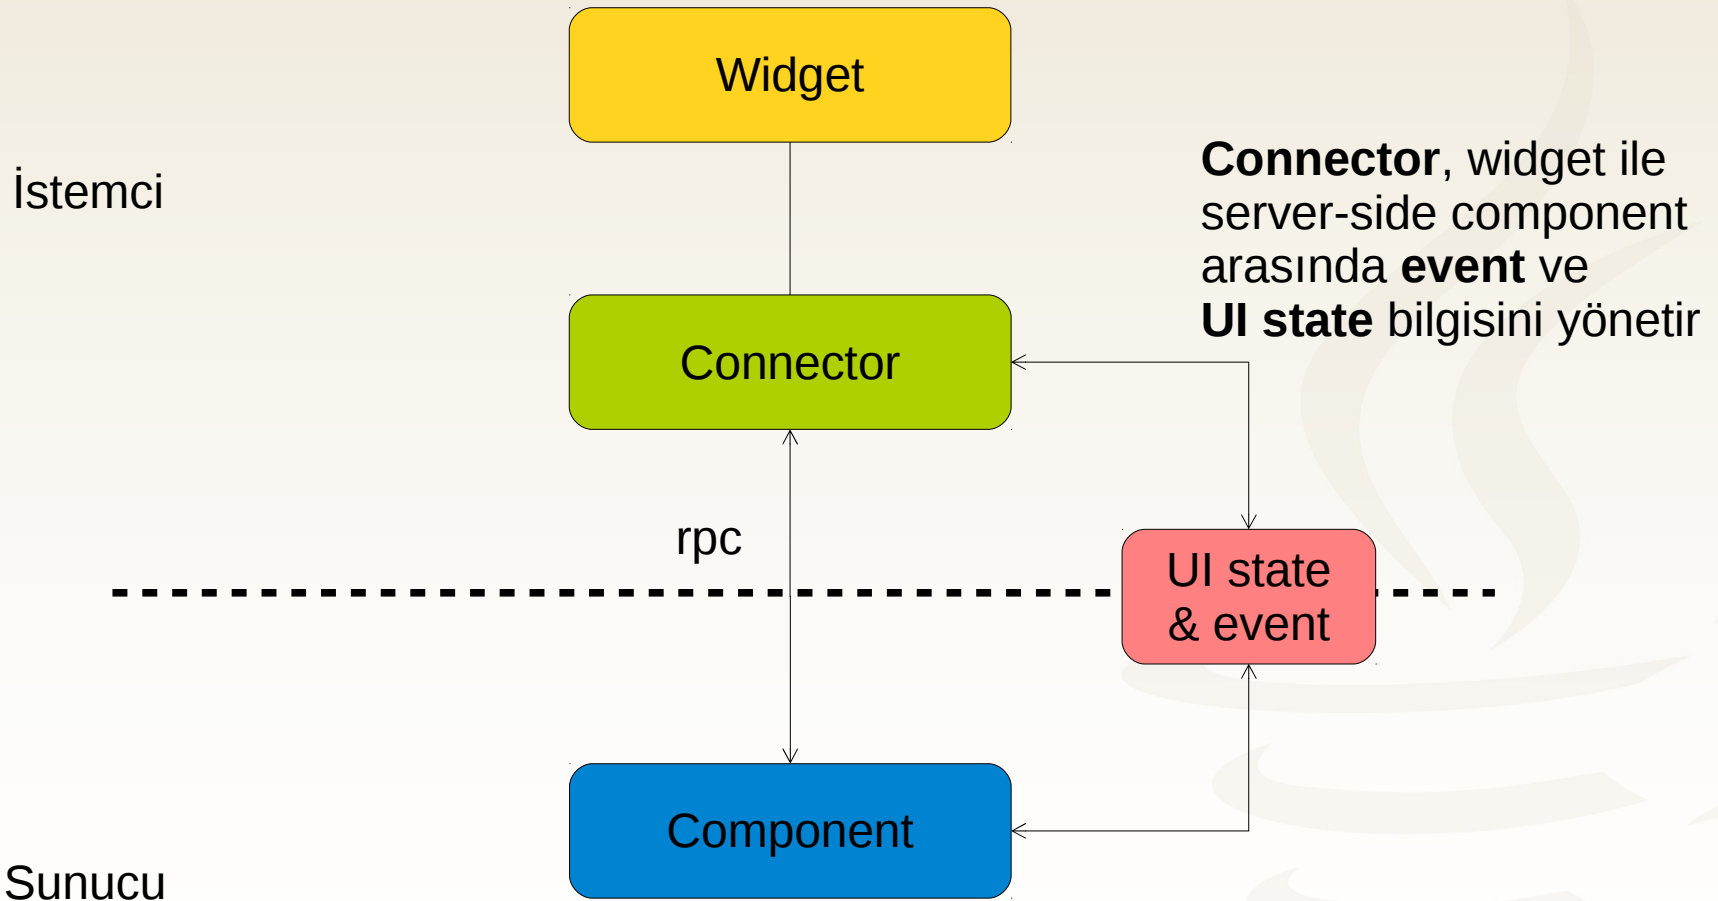 Widget
İstemci
Connector, widget ile
server-side component
arasında event ve
UI state bilgisini yönetir
Connector
rpc
UI state
& event
Component
Sunucu